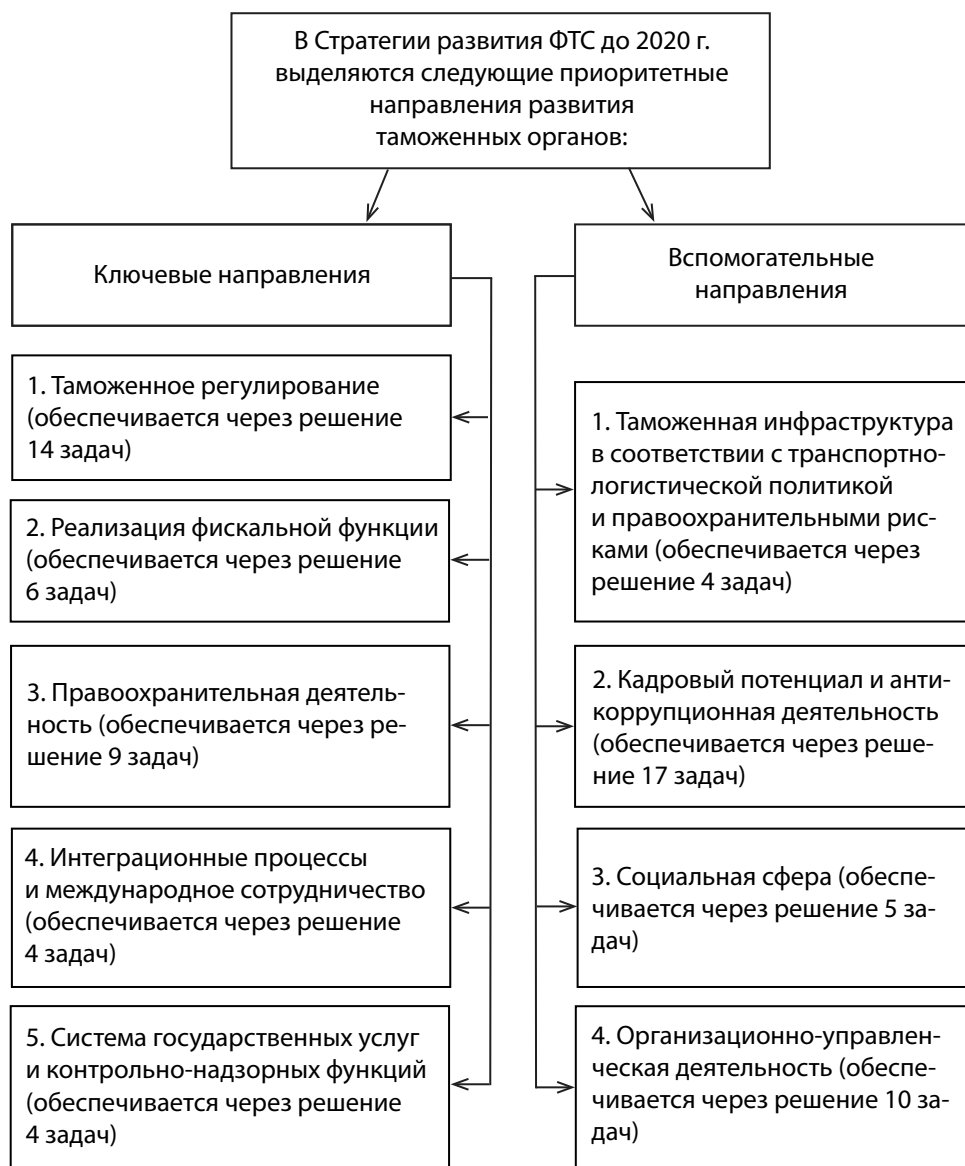 В Стратегии развития ФТС до 2020 г.
выделяются следующие приоритетные
направления развития
таможенных органов:
Ключевые направления
1. Таможенное регулирование
(обеспечивается через решение
14 задач)
2. Реализация фискальной функции
(обеспечивается через решение
6 задач)
3. Правоохранительная деятель-
ность (обеспечивается через ре-
шение 9 задач)
4. Интеграционные процессы
и международное сотрудничество
(обеспечивается через решение
4 задач)
5. Система государственных услуг
и контрольно-надзорных функций
(обеспечивается через решение
4 задач)
Вспомогательные
направления
1. Таможенная инфраструктура
в соответствии с транспортно-
логистической политикой
и правоохранительными рис-
ками (обеспечивается через
решение 4 задач)
2. Кадровый потенциал и анти-
коррупционная деятельность
(обеспечивается через реше-
ние 17 задач)
3. Социальная сфера (обеспе-
чивается через решение 5 за-
дач)
4. Организационно-управлен-
ческая деятельность (обеспе-
чивается через решение 10 за-
дач)